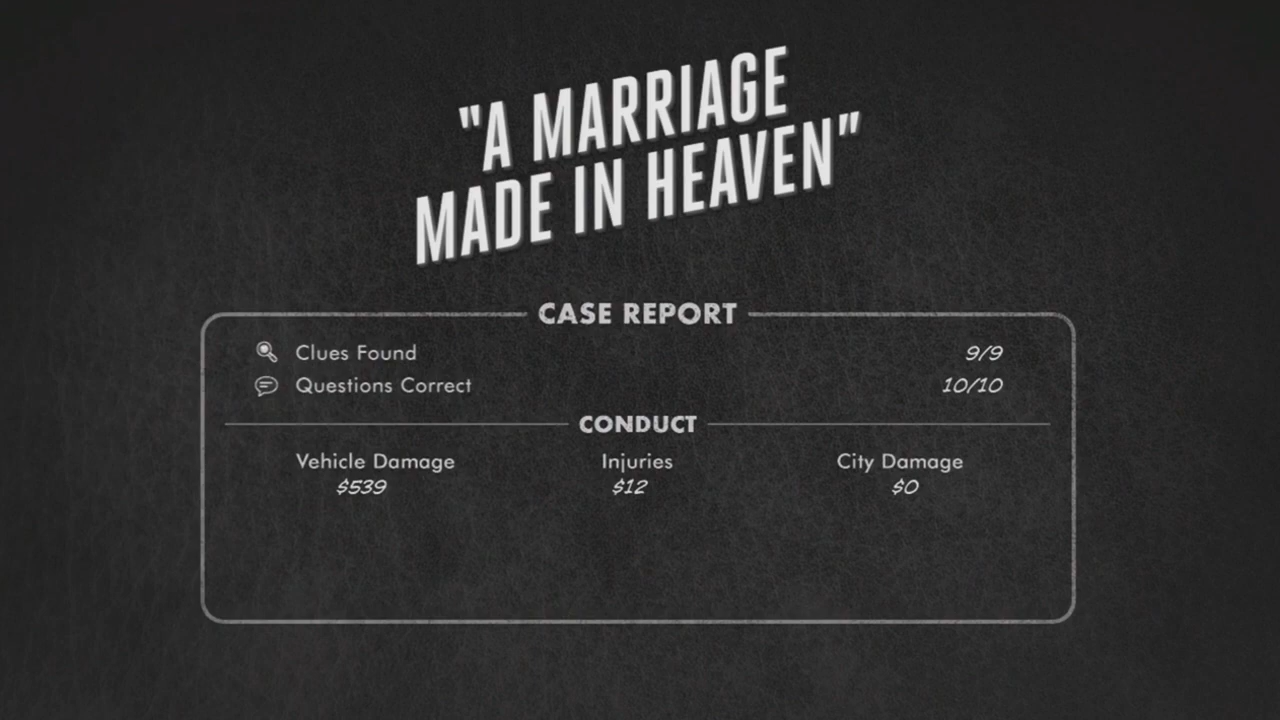 "A MARRIAGE
MADE IN HEAVEN"
CASE REPORT
Clues Found 9/9
Questions Correct 10/10
CONDUCT
Vehicle Damage Injuries City Damage
$539 $12 $0